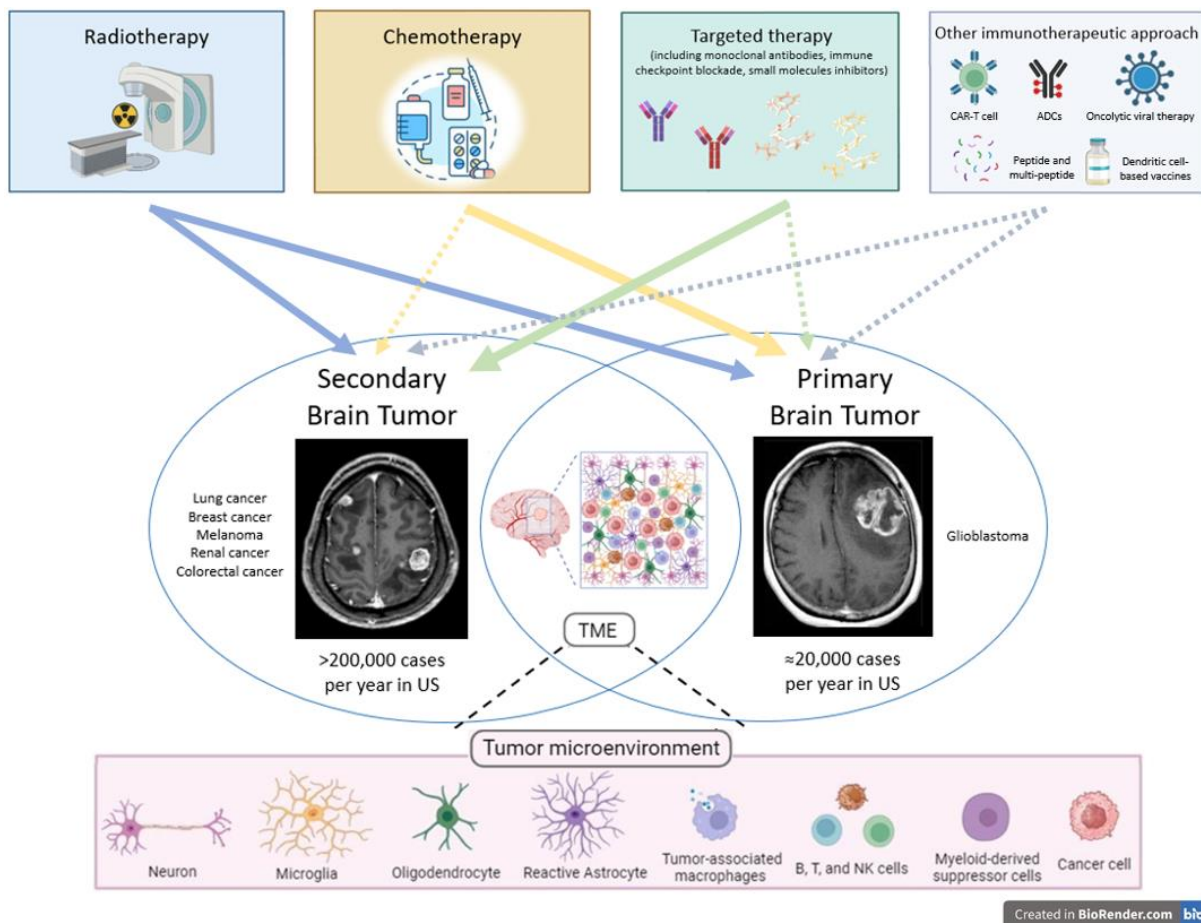 Radiotherapy
Chemotherapy
Targeted therapy
(including monoclonal antibodies, immune
checkpoint blockade, small molecules inhibitors)
Other immunotherapeutic approach
CAR-T cell
ADCs
Oncolytic viral therapy
Peptide and
multi-peptide
Dendritic cell-
based vaccines
Secondary
Brain Tumor
Lung cancer
Breast cancer
Melanoma
Renal cancer
Colorectal cancer
>200,000 cases
per year in US
TME
Primary
Brain Tumor
Glioblastoma
≈20,000 cases
per year in US
Tumor microenvironment
Neuron
Microglia
Oligodendrocyte
Reactive Astrocyte
Tumor-associated
macrophages
B, T, and NK cells
Myeloid-derived
suppressor cells
Cancer cell
Created in BioRender.com